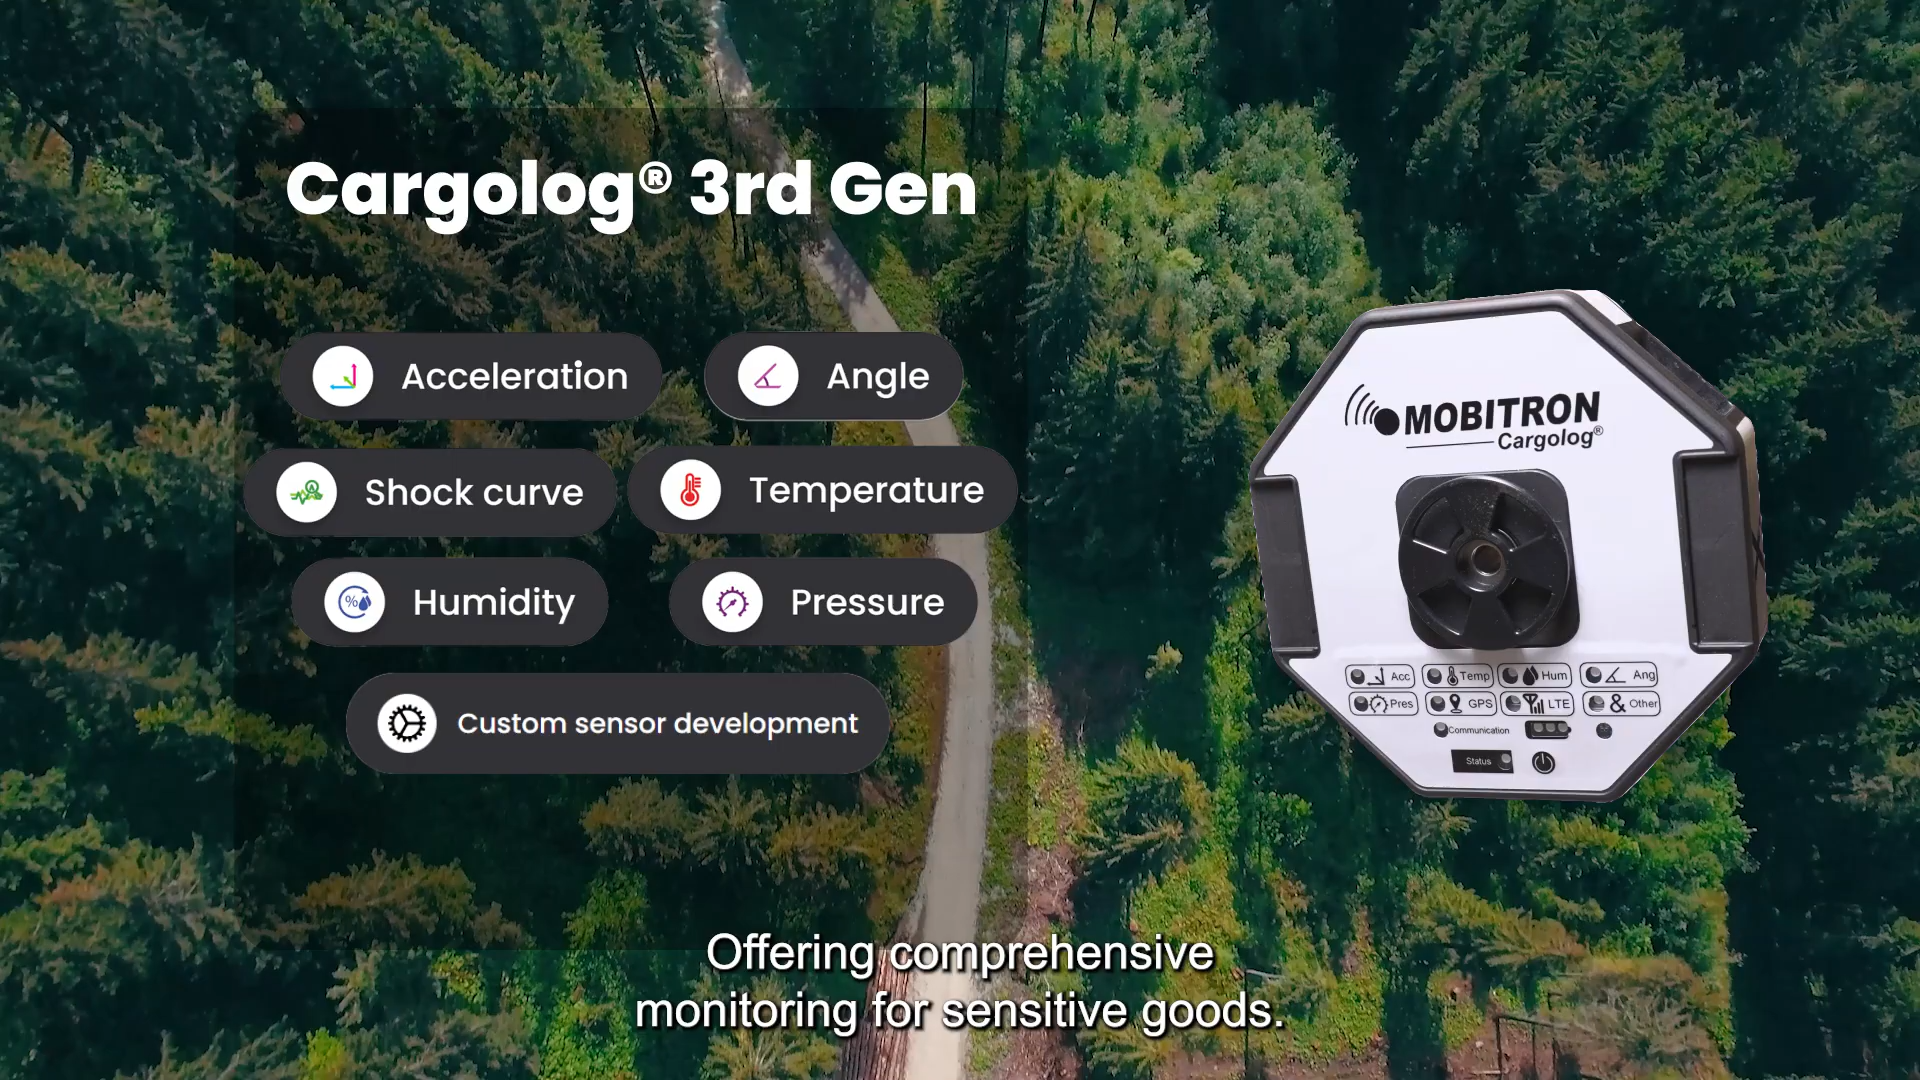 Cargolog® 3rd Gen
Acceleration
Angle
Shock curve
Temperature
Humidity
Pressure
Custom sensor development
MOBITRON
Cargolog®
Acc
Temp
Hum
Ang
Pres
GPS
LTE
& Other
Communication
Status
Offering comprehensive
monitoring for sensitive goods.